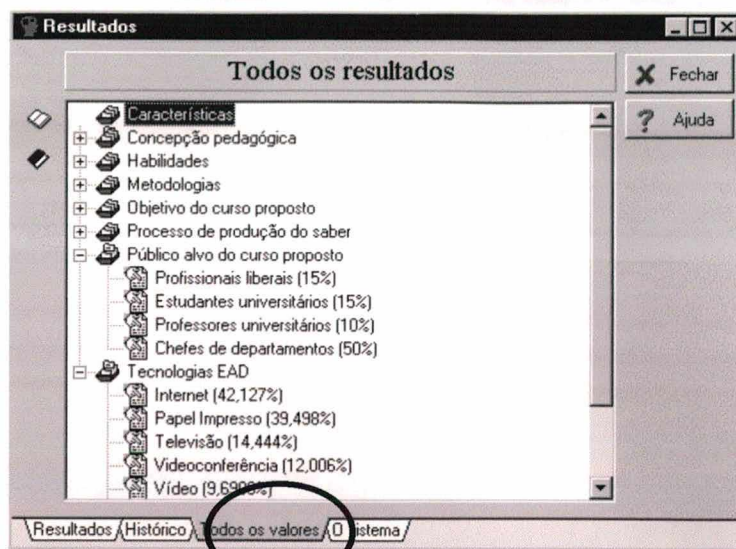 Resultados
Todos os resultados
Fechar
Ajuda
Características
Concepção pedagógica
Habilidades
Metodologias
Objetivo do curso proposto
Processo de produção do saber
Público alvo do curso proposto
Profissionais liberais (15%)
Estudantes universitários (15%)
Professores universitários (10%)
Chefes de departamentos (50%)
Tecnologias EAD
Internet (42,127%)
Papel Impresso (39,498%)
Televisão (14,444%)
Videoconferência (12,006%)
Vídeo
Resultados Histórico Todos os valores O Sistema